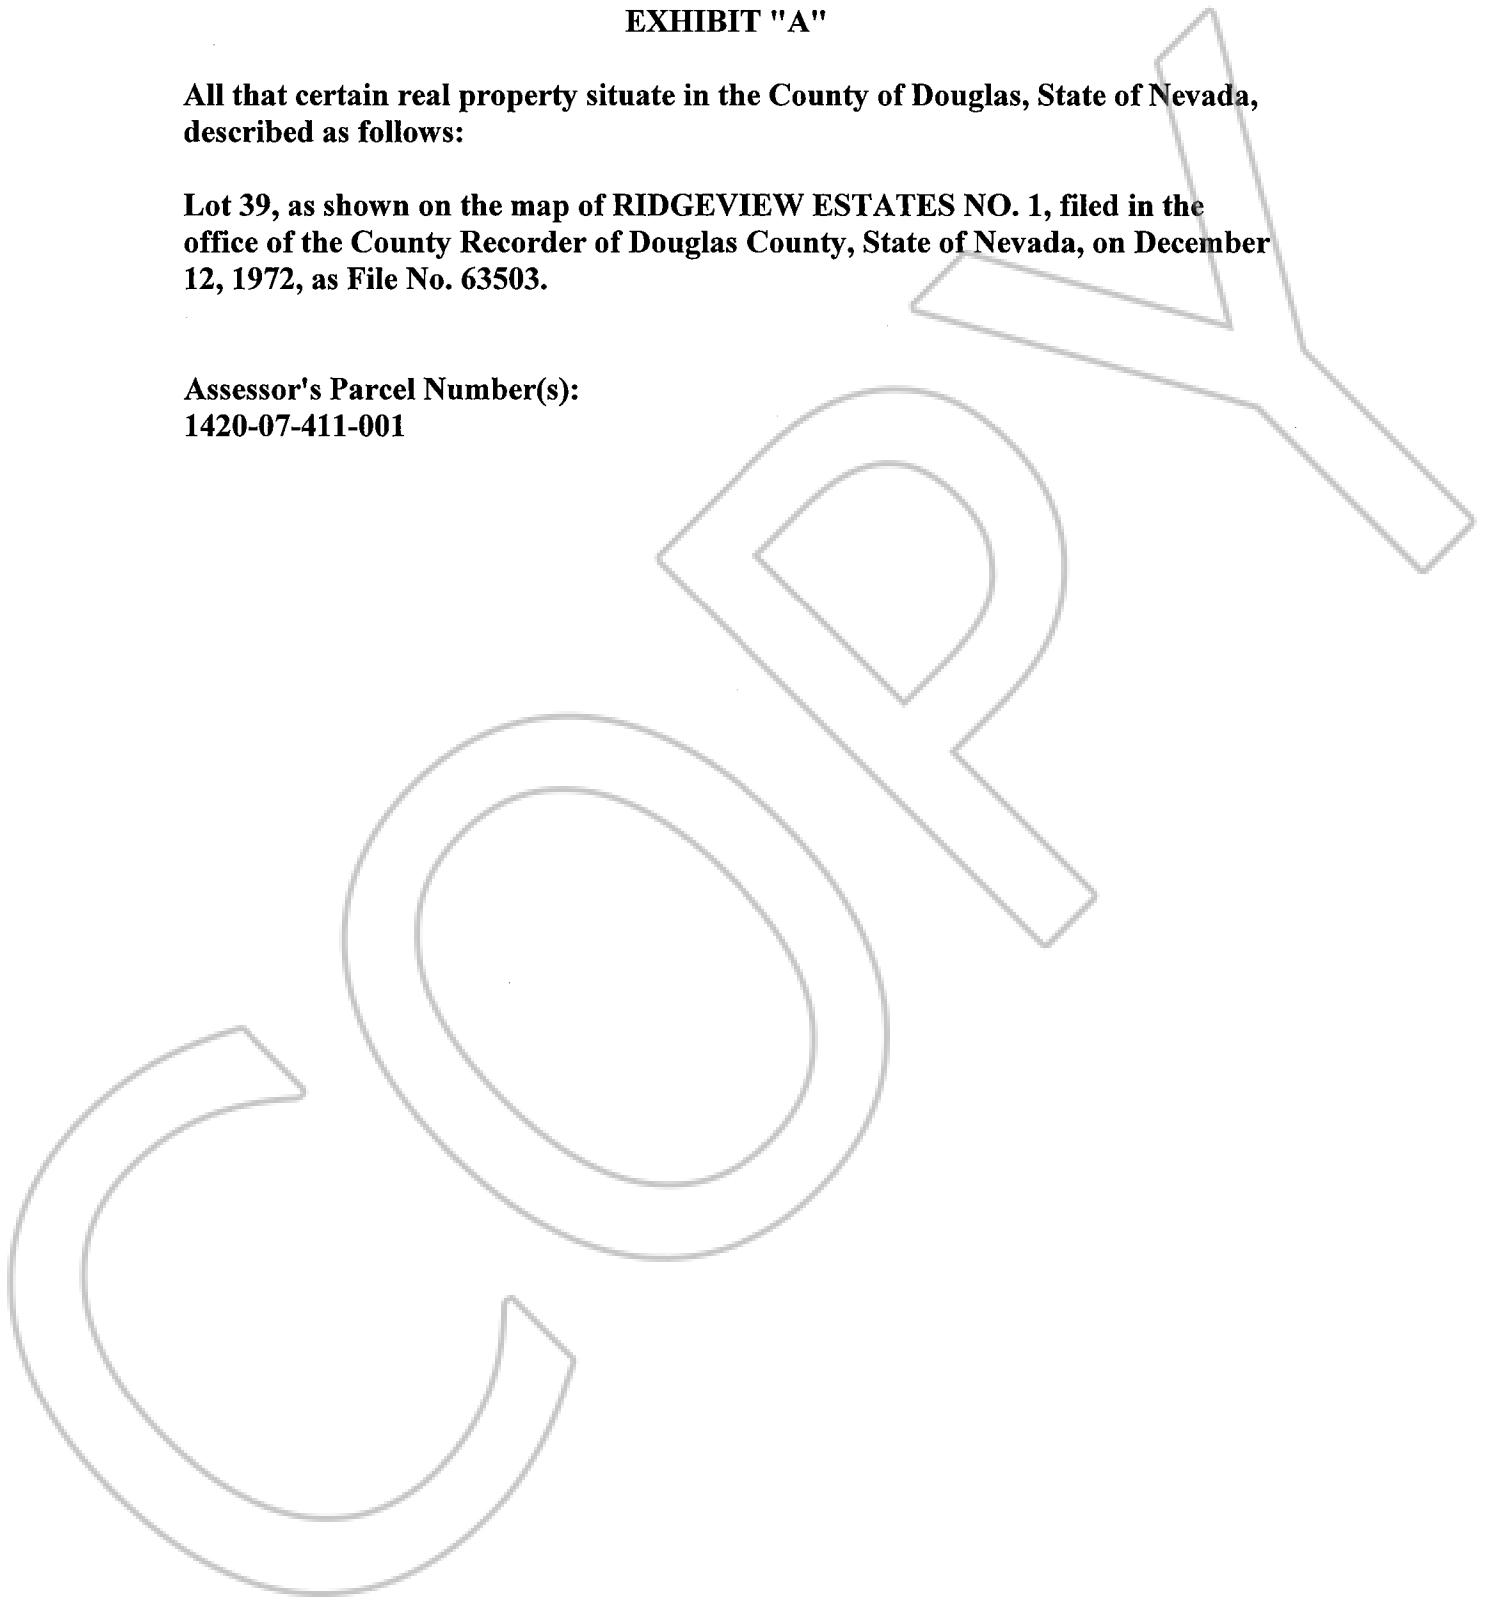 EXHIBIT "A"
All that certain real property situate in the County of Douglas, State of Nevada,
described as follows:
Lot 39, as shown on the map of RIDGEVIEW ESTATES NO. 1, filed in the
office of the County Recorder of Douglas County, State of Nevada, on December
12, 1972, as File No. 63503.
Assessor's Parcel Number(s):
1420-07-411-001
COPY